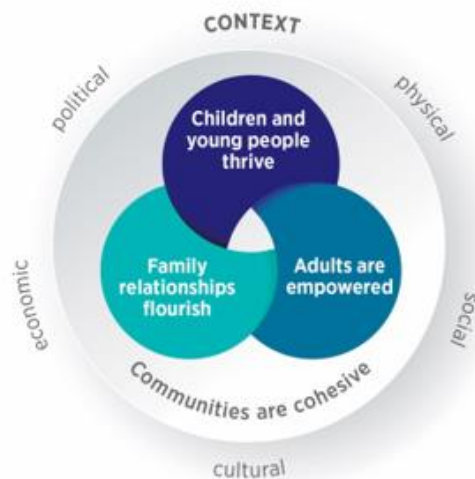 CONTEXT
political
physical
Children and
young people
thrive
Family
relationships
flourish
Adults are
empowered
economic
social
Communities are cohesive
cultural